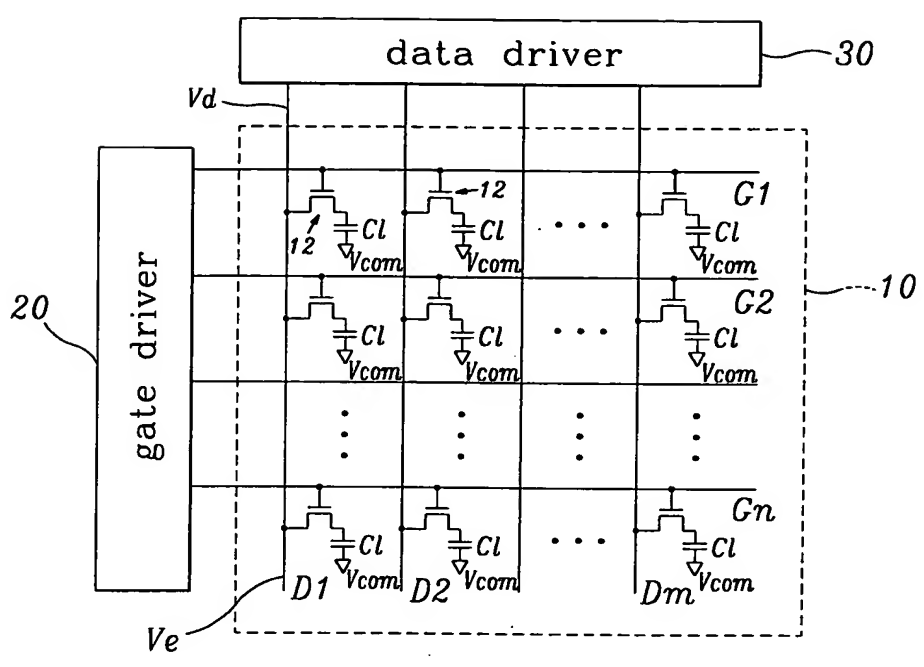 data driver
30
Vd
G1
12
12
Cl
Cl
Cl
Vcom
Vcom
Vcom
G2
10
20
gate driver
Cl
Cl
Cl
Vcom
Vcom
Vcom
Gn
Cl
Cl
Cl
Vcom
Vcom
Vcom
D1
D2
Dm
Ve